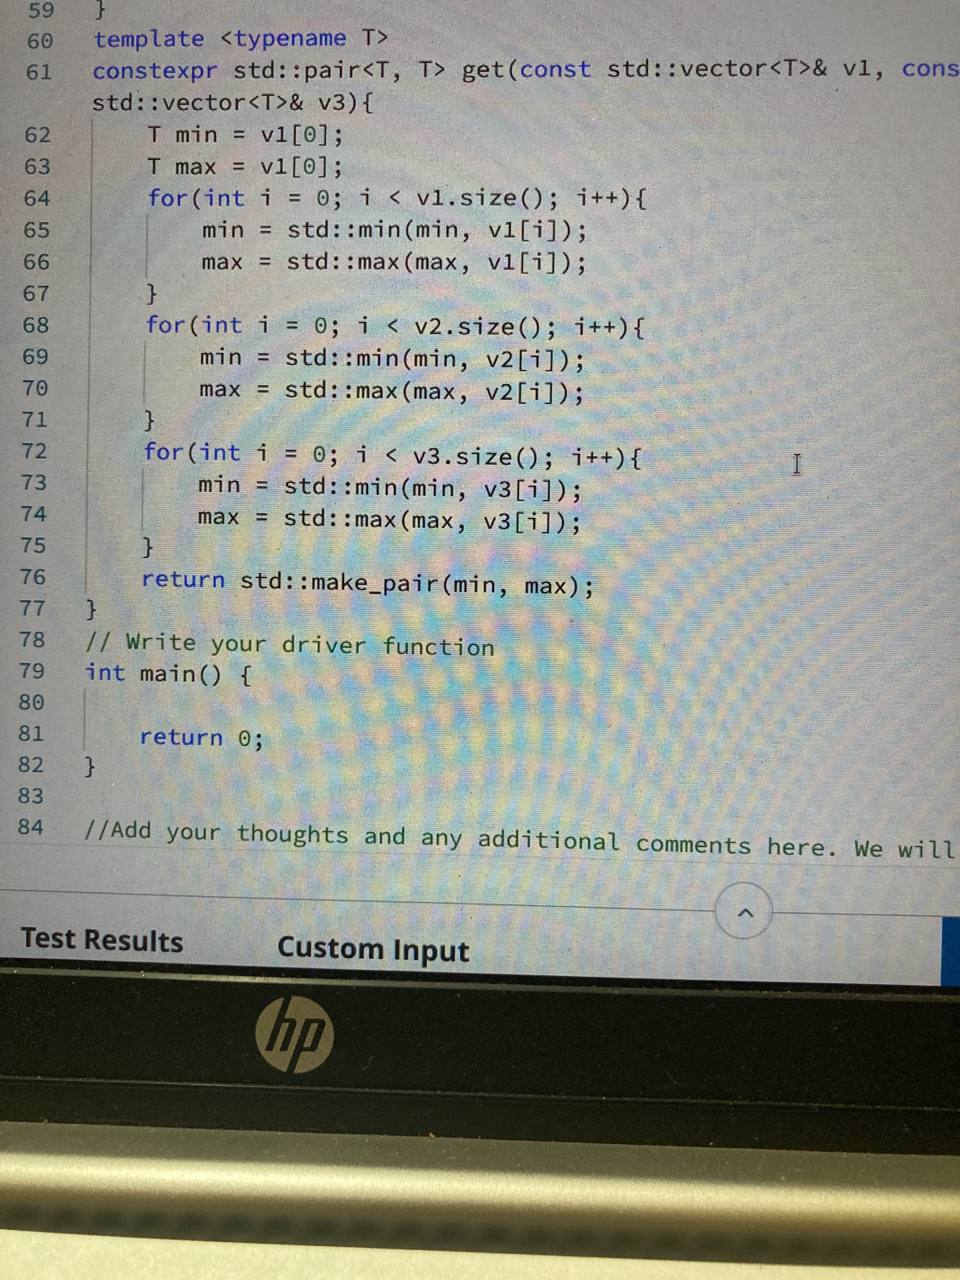 59 }
60 template <typename T>
61 constexpr std::pair<T, T> get(const std::vector<T>& v1, cons
std::vector<T>& v3){
62 T min = v1[0];
63 T max = v1[0];
64 for(int i = 0; i < v1.size(); i++){
65 min = std::min(min, v1[i]);
66 max = std::max(max, v1[i]);
67 }
68 for(int i = 0; i < v2.size(); i++){
69 min = std::min(min, v2[i]);
70 max = std::max(max, v2[i]);
71 }
72 for(int i = 0; i < v3.size(); i++){
73 min = std::min(min, v3[i]);
74 max = std::max(max, v3[i]);
75 }
76 return std::make_pair(min, max);
77 }
78 // Write your driver function
79 int main() {
80
81 return 0;
82 }
83
84 //Add your thoughts and any additional comments here. We will
Test Results Custom Input
hp